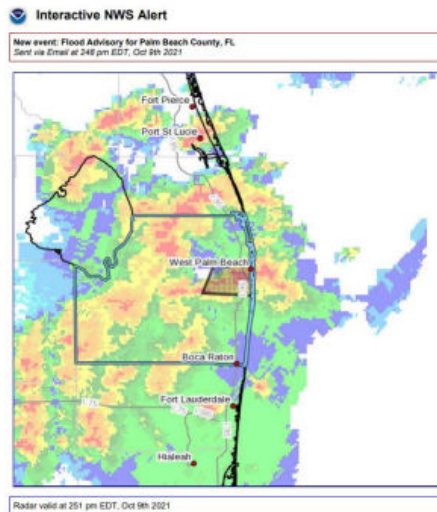 Interactive NWS Alert
New event: Flood Advisory for Palm Beach County, FL
Sent via Email at 248 pm EDT, Oct 9th 2021
Fort Pierce
Port St Lucie
West Palm Beach
Boca Raton
Fort Lauderdale
Hialeah
Radar valid at 251 pm EDT, Oct 9th 2021